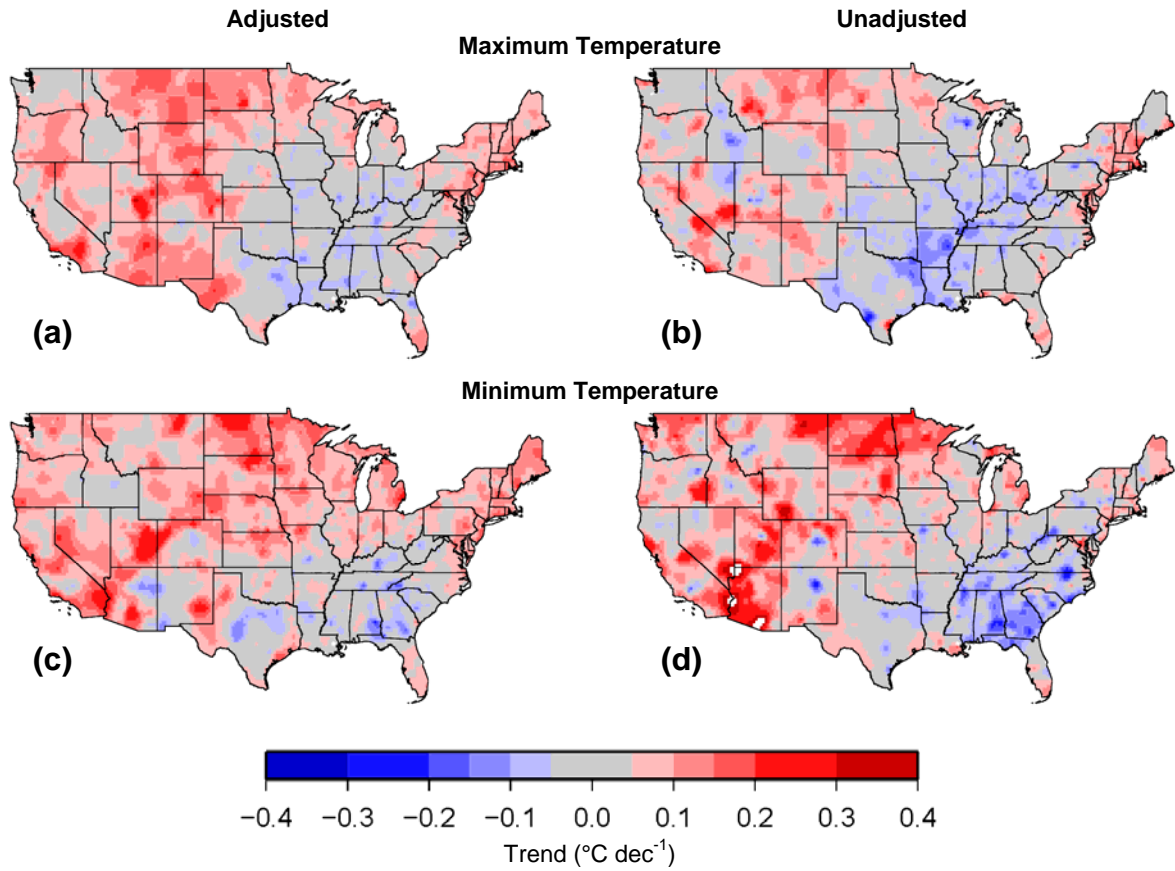 Adjusted
Unadjusted
Maximum Temperature
(a)
(b)
Minimum Temperature
(c)
(d)
−0.4 −0.3 −0.2 −0.1 0.0 0.1 0.2 0.3 0.4
Trend (°C dec⁻¹)